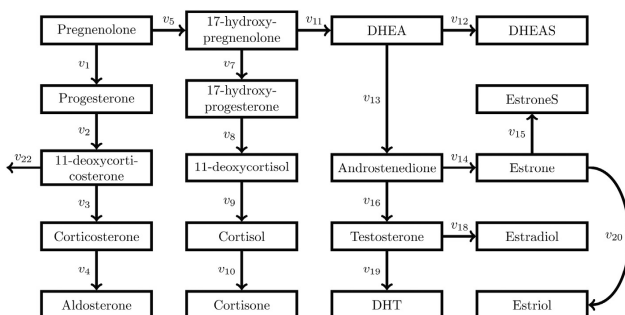 Pregnenolone
v5
17-hydroxy-
pregnenolone
v11
DHEA
v12
DHEAS
v1
v7
v13
Progesterone
17-hydroxy-
progesterone
EstroneS
v2
v8
v15
v22
11-deoxycorti-
costerone
11-deoxycortisol
Androstenedione
v14
Estrone
v3
v9
v16
v20
Corticosterone
Cortisol
Testosterone
v18
Estradiol
v4
v10
v19
Aldosterone
Cortisone
DHT
Estriol